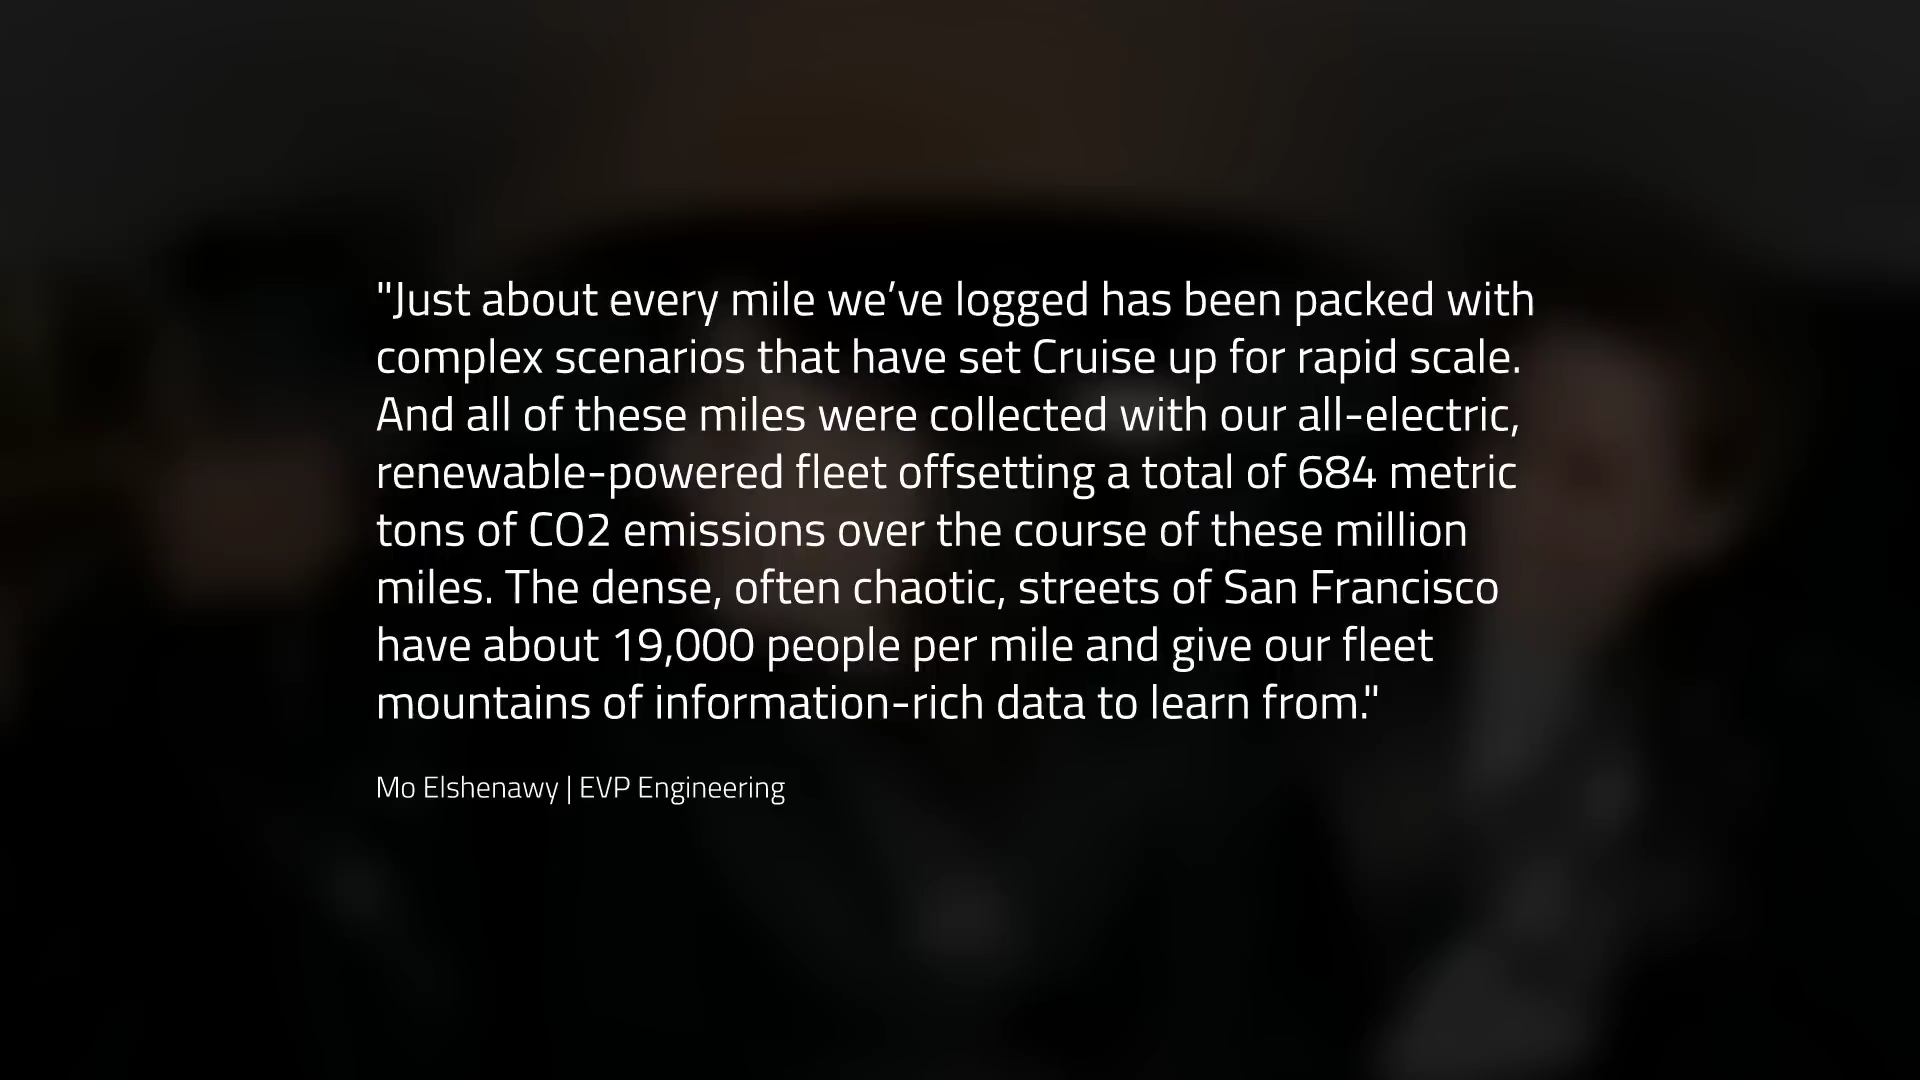 "Just about every mile we’ve logged has been packed with
complex scenarios that have set Cruise up for rapid scale.
And all of these miles were collected with our all-electric,
renewable-powered fleet offsetting a total of 684 metric
tons of CO2 emissions over the course of these million
miles. The dense, often chaotic, streets of San Francisco
have about 19,000 people per mile and give our fleet
mountains of information-rich data to learn from."
Mo Elshenawy | EVP Engineering